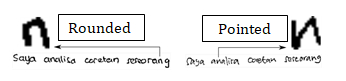 n Rounded Pointed n
Saya analisa coretan seseorang Saya analisa coretan seseorang